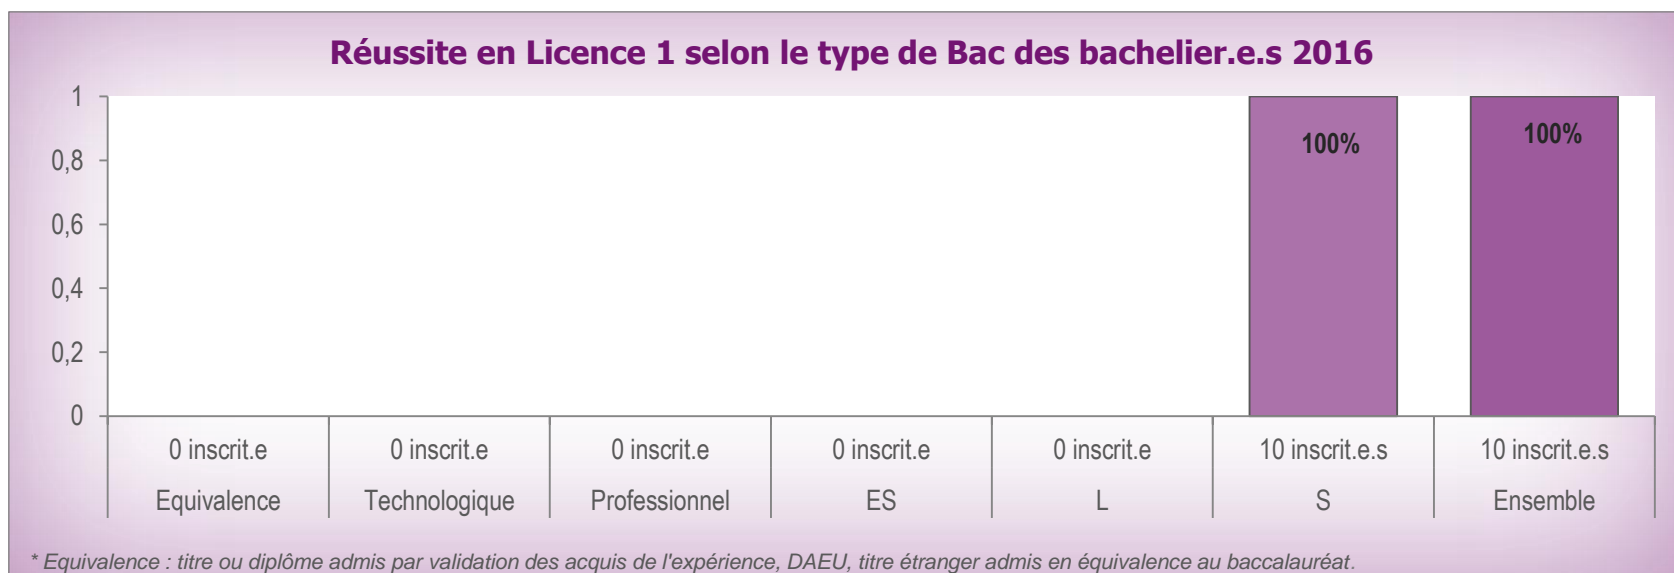 Réussite en Licence 1 selon le type de Bac des bachelier.e.s 2016
1
0,8
0,6
0,4
0,2
0
100%
100%
0 inscrit.e
0 inscrit.e
0 inscrit.e
0 inscrit.e
0 inscrit.e
10 inscrit.e.s
10 inscrit.e.s
Equivalence
Technologique
Professionnel
ES
L
S
Ensemble
* Equivalence : titre ou diplôme admis par validation des acquis de l'expérience, DAEU, titre étranger admis en équivalence au baccalauréat.